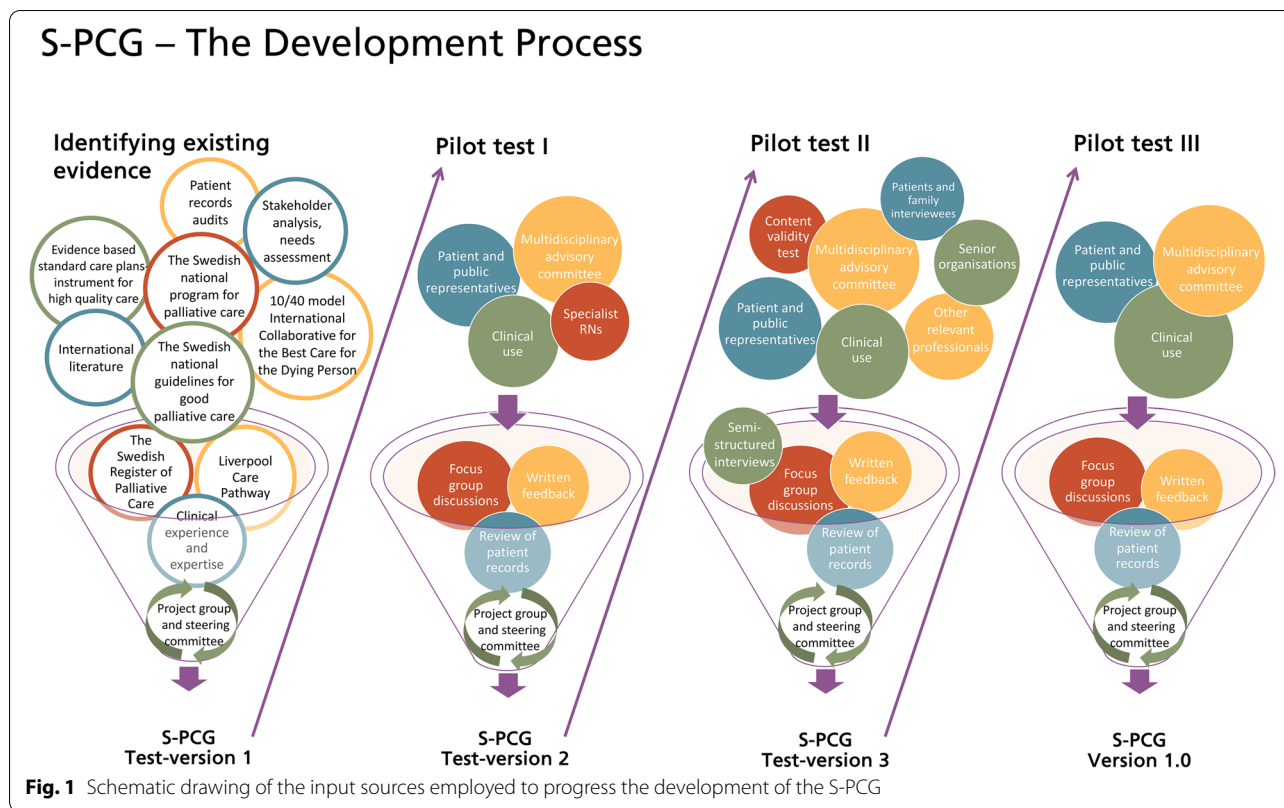 S-PCG – The Development Process
Identifying existing
evidence
Patient
records
audits
Stakeholder
analysis,
needs
assessment
Evidence based
standard care plans-
instrument for
high quality care
The Swedish
national
program for
palliative care
10/40 model
International
Collaborative for
the Best Care for
the Dying Person
International
literature
The Swedish
national
guidelines for
good
palliative care
The
Swedish
Register of
Palliative
Care
Liverpool
Care
Pathway
Clinical
experience
and
expertise
Project group
and steering
committee
S-PCG
Test-version 1
Pilot test I
Patient and
public
representatives
Multidisciplinary
advisory
committee
Specialist
RNs
Clinical
use
Focus
group
discussions
Written
feedback
Review of
patient
records
Project group
and steering
committee
S-PCG
Test-version 2
Pilot test II
Patients and
family
interviewees
Content
validity
test
Multidisciplinary
advisory
committee
Senior
organisations
Patient and
public
representatives
Other
relevant
professionals
Clinical
use
Semi-
structured
interviews
Focus
group
discussions
Written
feedback
Review of
patient
records
Project group
and steering
committee
S-PCG
Test-version 3
Pilot test III
Patient and
public
representatives
Multidisciplinary
advisory
committee
Clinical
use
Focus
group
discussions
Written
feedback
Review of
patient
records
Project group
and steering
committee
S-PCG
Version 1.0
Fig. 1 Schematic drawing of the input sources employed to progress the development of the S-PCG